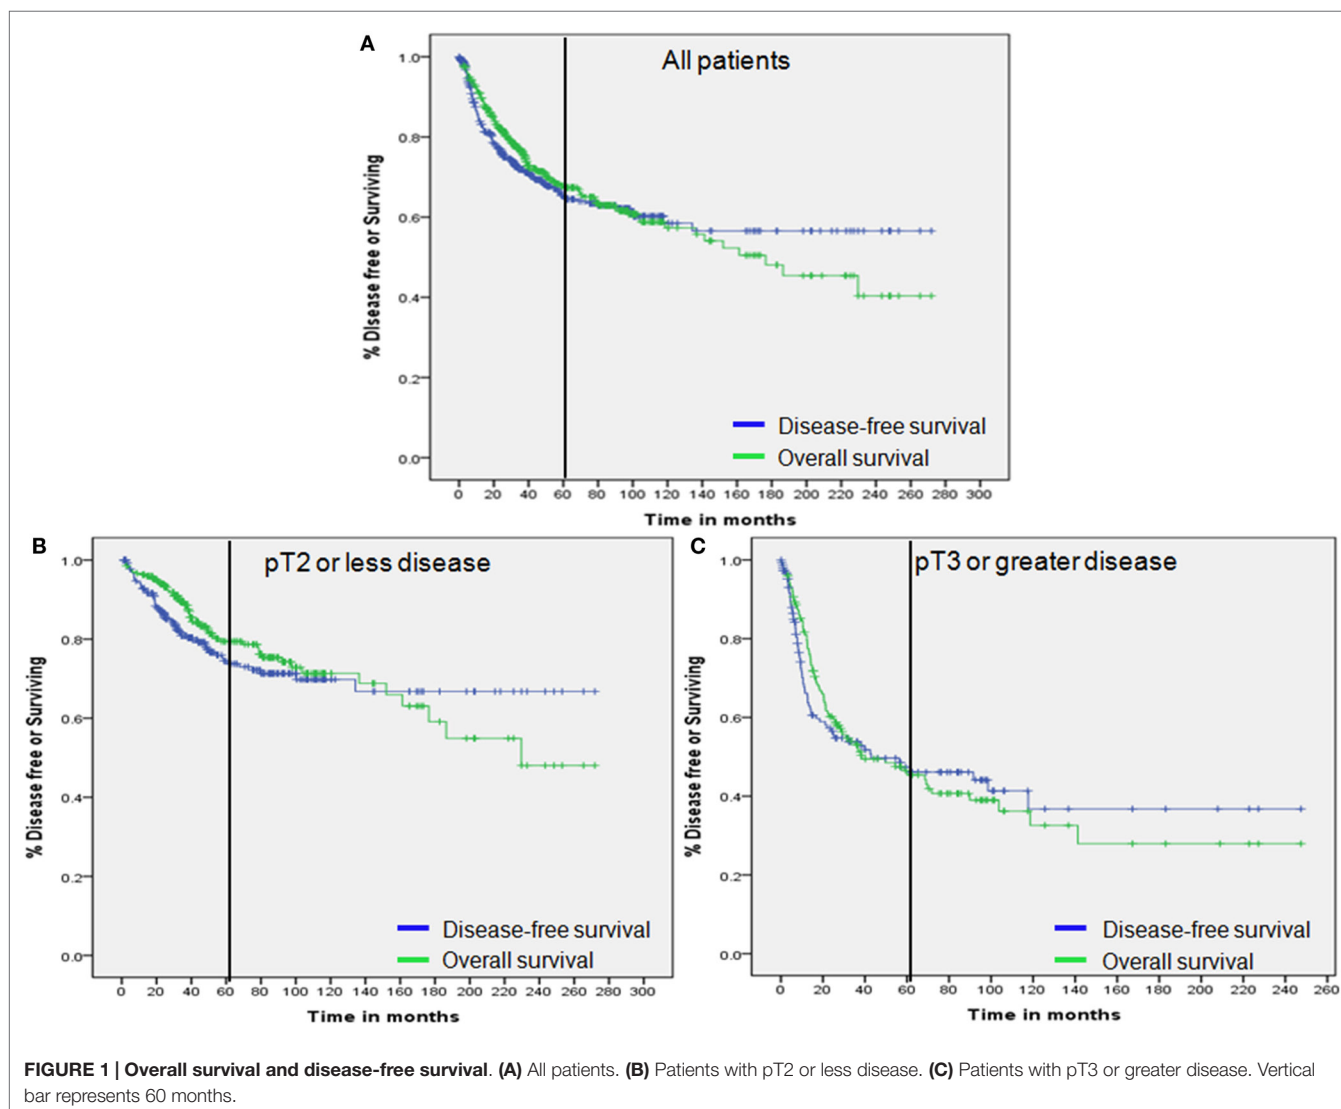 A
All patients
1.0
0.8
0.6
0.4
0.2
0.0
% Disease free or Surviving
Disease-free survival
Overall survival
0 20 40 60 80 100 120 140 160 180 200 220 240 260 280 300
Time in months
B
pT2 or less disease
1.0
0.8
0.6
0.4
0.2
0.0
% Disease free or Surviving
Disease-free survival
Overall survival
0 20 40 60 80 100 120 140 160 180 200 220 240 260 280 300
Time in months
C
pT3 or greater disease
1.0
0.8
0.6
0.4
0.2
0.0
% Disease free or Surviving
Disease-free survival
Overall survival
0 20 40 60 80 100 120 140 160 180 200 220 240 260
Time in months
FIGURE 1 | Overall survival and disease-free survival. (A) All patients. (B) Patients with pT2 or less disease. (C) Patients with pT3 or greater disease. Vertical
bar represents 60 months.